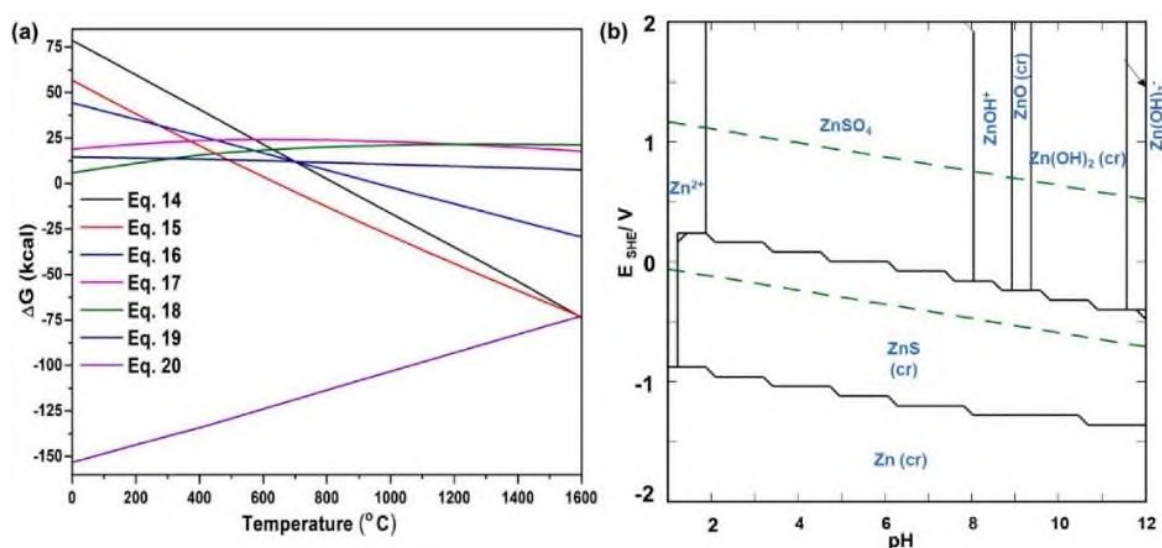 (a)
75
50
25
0
-25
-50
-75
-100
-125
-150
ΔG (kcal)
Eq. 14
Eq. 15
Eq. 16
Eq. 17
Eq. 18
Eq. 19
Eq. 20
0 200 400 600 800 1000 1200 1400 1600
Temperature (°C)
(b)
2
1
0
-1
-2
E SHE/ V
Zn2+
ZnSO4
ZnOH+
ZnO (cr)
Zn(OH)2 (cr)
Zn(OH)3-
ZnS
(cr)
Zn (cr)
2 4 6 8 10 12
pH